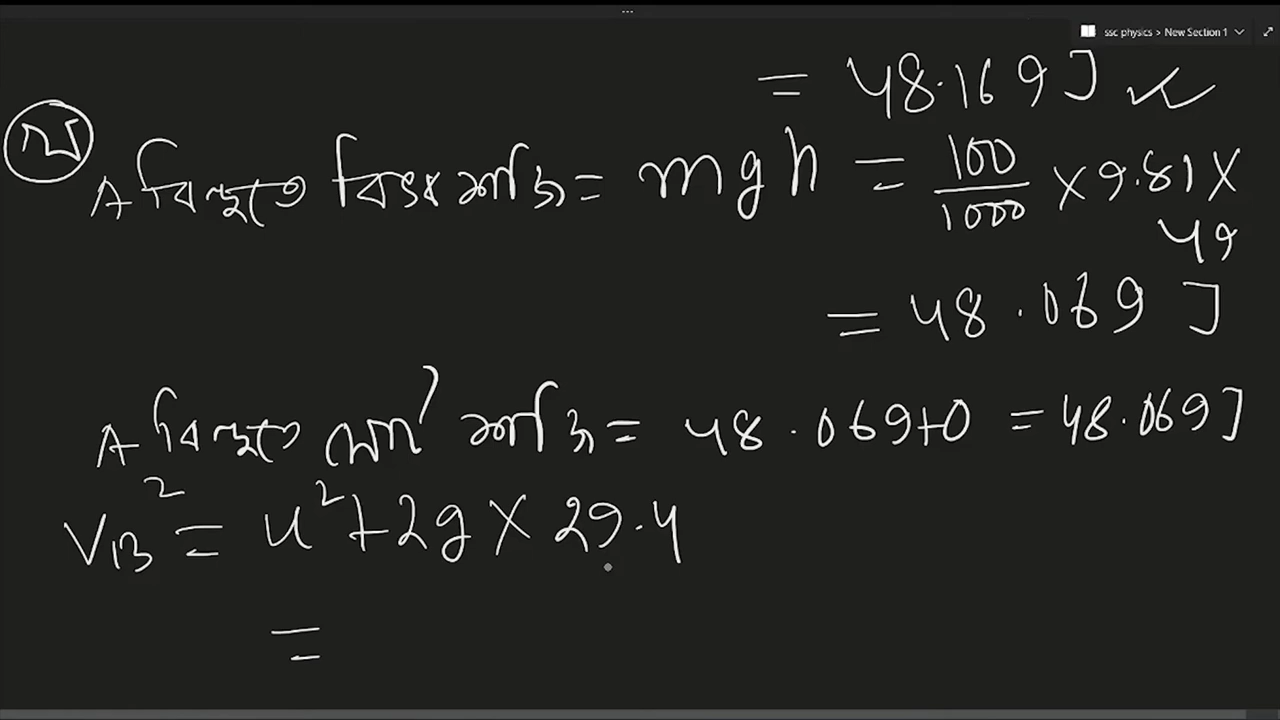 ssc physics > New Section 1
= 48.169 J
ঘ
A বিন্দুতে বিভব শক্তি = mgh = 100/1000 × 9.81 ×
49
= 48.069 J
A বিন্দুতে মোট শক্তি = 48.069+0 = 48.069 J
V_B² = u² + 2g × 29.4
=